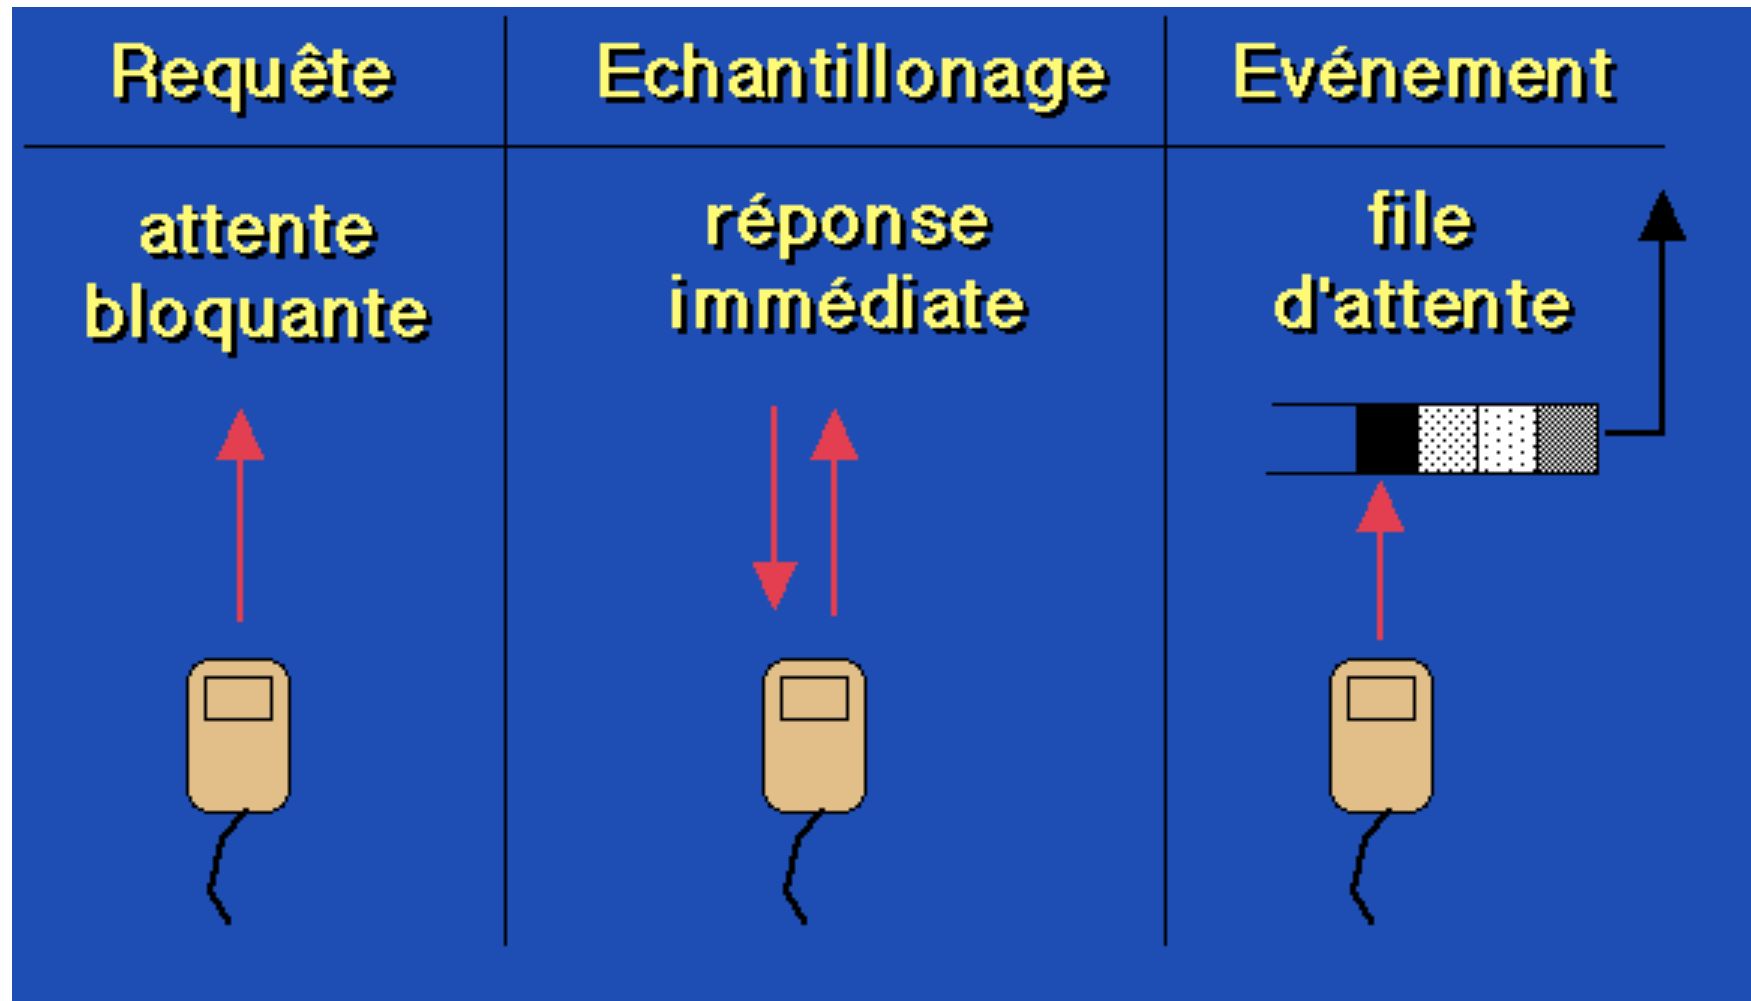 Requête
Echantillonage
Evénement
attente
bloquante
réponse
immédiate
file
d'attente